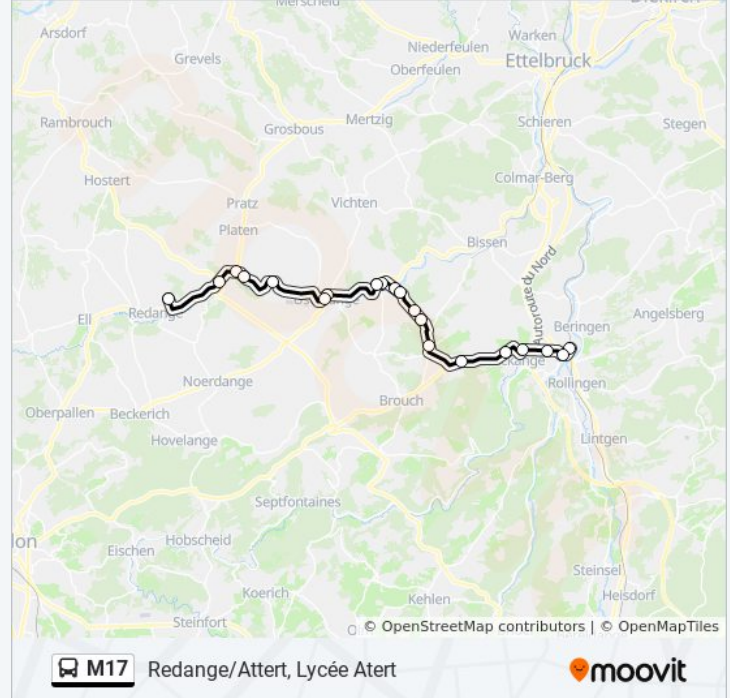 Merscheid
Diekirch
Arsdorf
Warken
Niederfeulen
Ettelbruck
Grevels
Oberfeulen
Rambrouch
Mertzig
Schieren
Stegen
Grosbous
Hostert
Colmar-Berg
Pratz
Vichten
Platen
Bissen
Autoroute du Nord
Redange
Ell
Angelsberg
Beringen
Noerdange
Rollingen
Brouch
Oberpallen
Beckerich
Hovelange
Lintgen
Septfontaines
lon
Hobscheid
Eischen
Steinsel
Koerich
Kehlen
Heisdorf
Steinfort
© OpenStreetMap contributors | © OpenMapTiles
M17 Redange/Attert, Lycée Atert
moovit